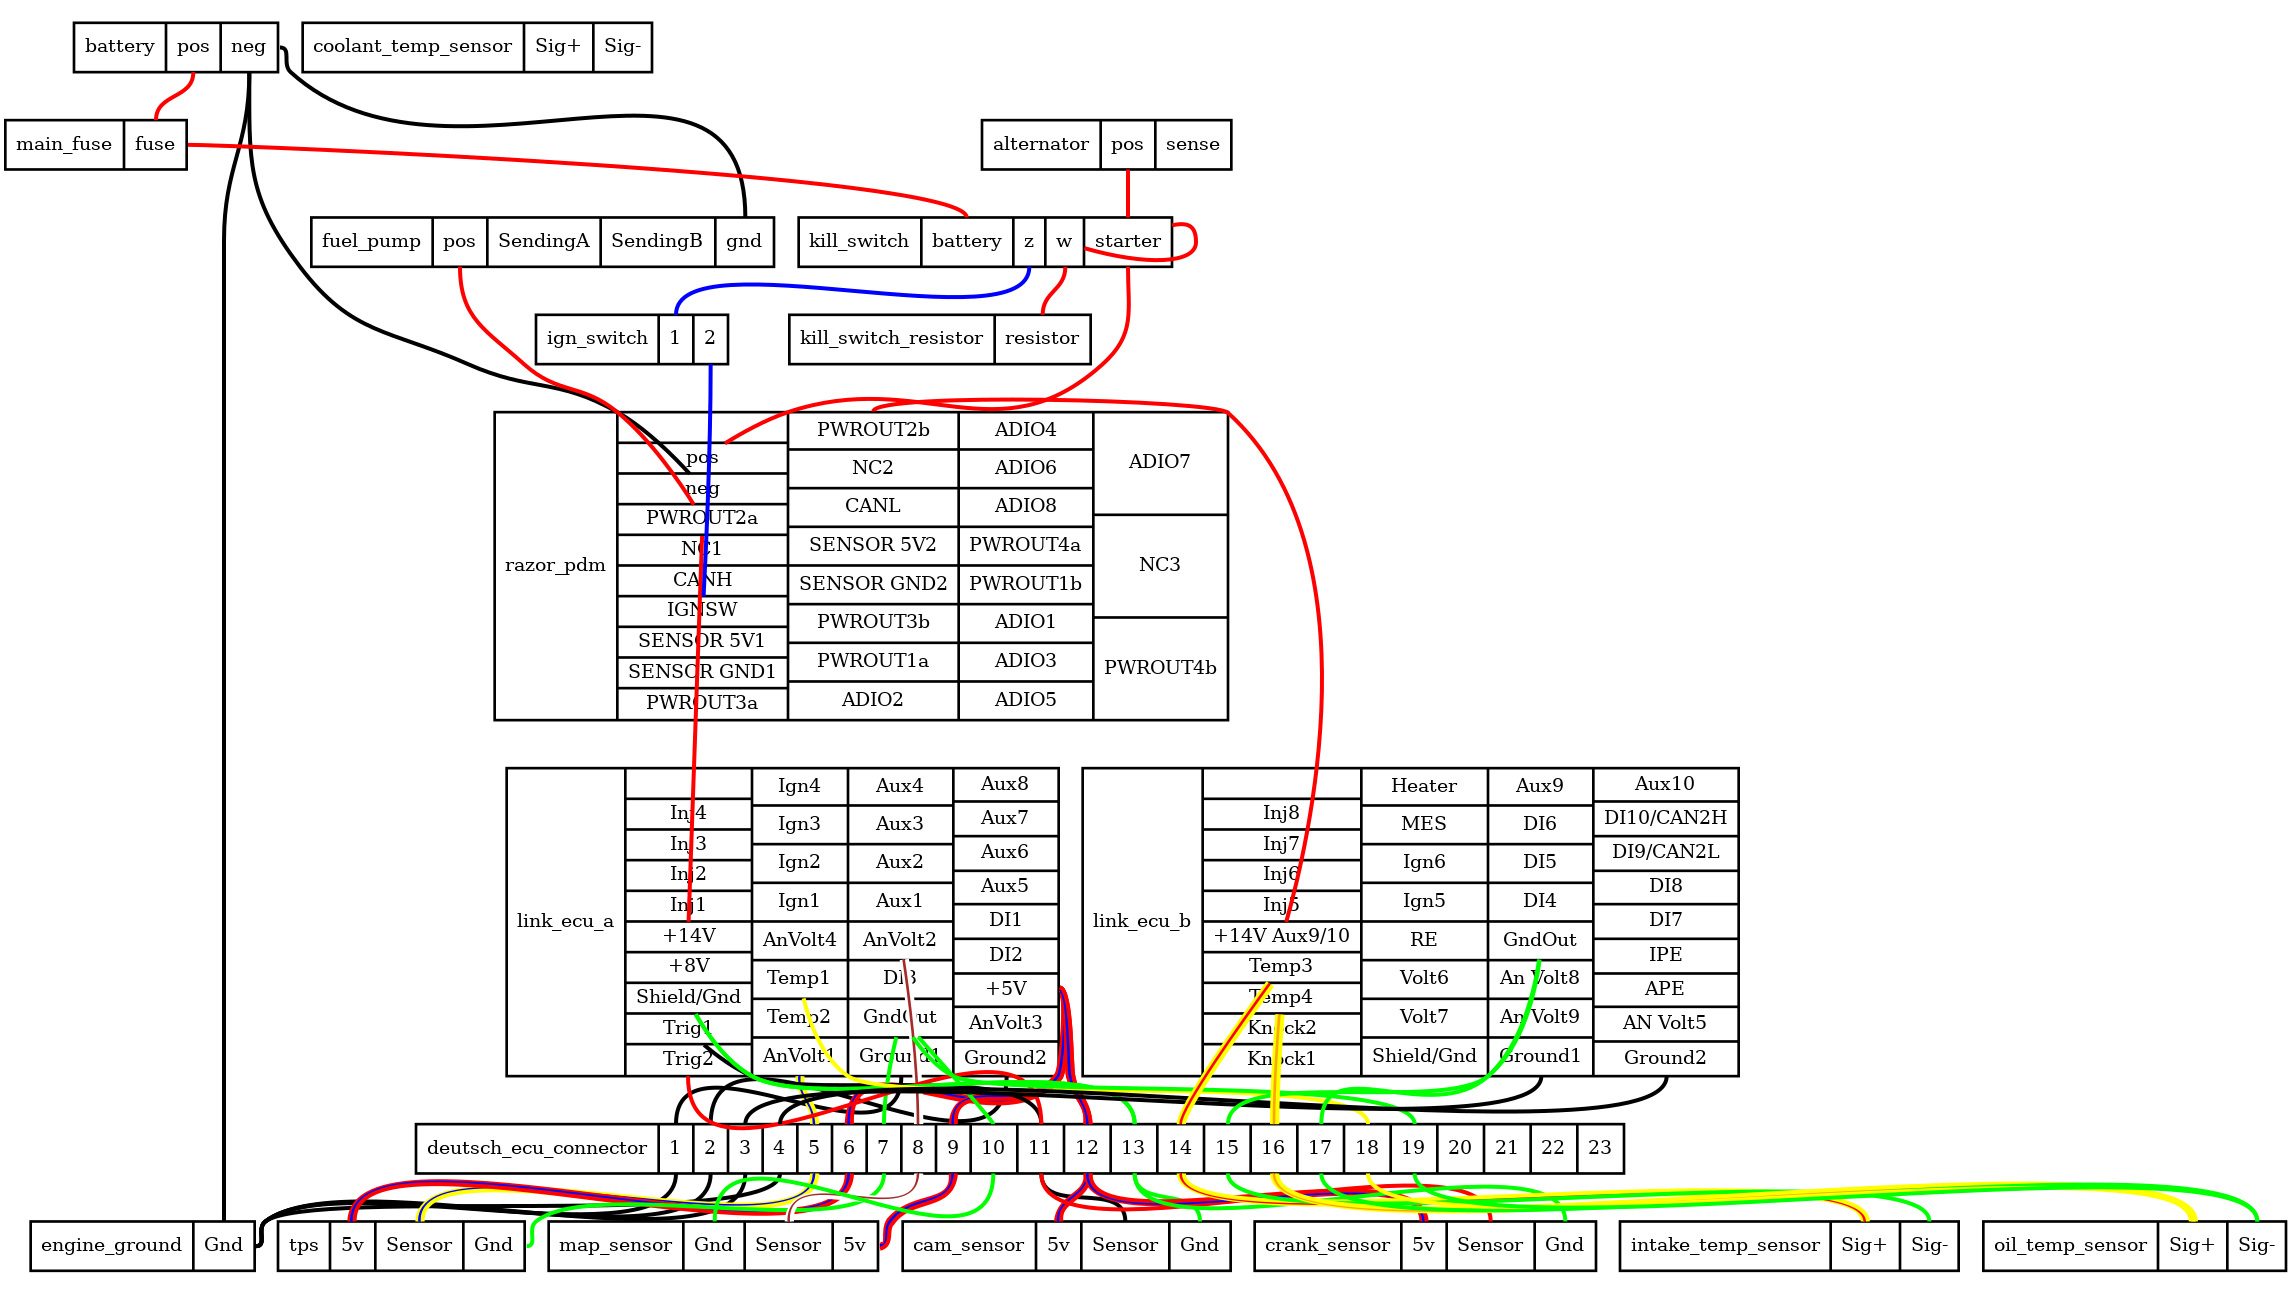 battery pos neg
coolant_temp_sensor Sig+ Sig-
main_fuse fuse
alternator pos sense
fuel_pump pos SendingA SendingB gnd
kill_switch battery z w starter
ign_switch 1 2
kill_switch_resistor resistor
razor_pdm
pos
neg
PWROUT2a
NC1
CANH
IGNSW
SENSOR 5V1
SENSOR GND1
PWROUT3a
PWROUT2b
NC2
CANL
SENSOR 5V2
SENSOR GND2
PWROUT3b
PWROUT1a
ADIO2
ADIO4
ADIO6
ADIO8
PWROUT4a
PWROUT1b
ADIO1
ADIO3
ADIO5
ADIO7
NC3
PWROUT4b
link_ecu_a
Inj4
Inj3
Inj2
Inj1
+14V
+8V
Shield/Gnd
Trig1
Trig2
Ign4
Ign3
Ign2
Ign1
AnVolt4
Temp1
Temp2
AnVolt1
Aux4
Aux3
Aux2
Aux1
AnVolt2
DI3
GndOut
Ground1
Aux8
Aux7
Aux6
Aux5
DI1
DI2
+5V
AnVolt3
Ground2
link_ecu_b
Inj8
Inj7
Inj6
Inj5
+14V Aux9/10
Temp3
Temp4
Knock2
Knock1
Heater
MES
Ign6
Ign5
RE
Volt6
Volt7
Shield/Gnd
Aux9
DI6
DI5
DI4
GndOut
An Volt8
An Volt9
Ground1
Aux10
DI10/CAN2H
DI9/CAN2L
DI8
DI7
IPE
APE
AN Volt5
Ground2
deutsch_ecu_connector 1 2 3 4 5 6 7 8 9 10 11 12 13 14 15 16 17 18 19 20 21 22 23
engine_ground Gnd
tps 5v Sensor Gnd
map_sensor Gnd Sensor 5v
cam_sensor 5v Sensor Gnd
crank_sensor 5v Sensor Gnd
intake_temp_sensor Sig+ Sig-
oil_temp_sensor Sig+ Sig-